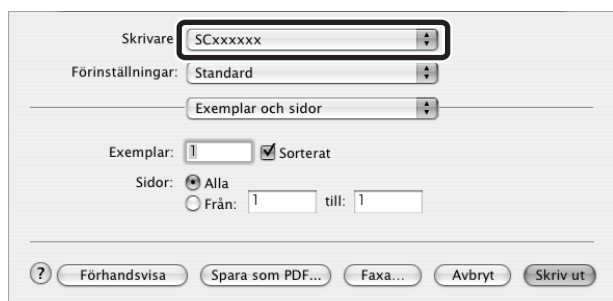 Skrivare SCxxxxxx
Förinställningar: Standard
Exemplar och sidor
Exemplar: 1 Sorterat
Sidor: Alla
Från: 1 till: 1
? Förhandsvisa Spara som PDF... Faxa... Avbryt Skriv ut